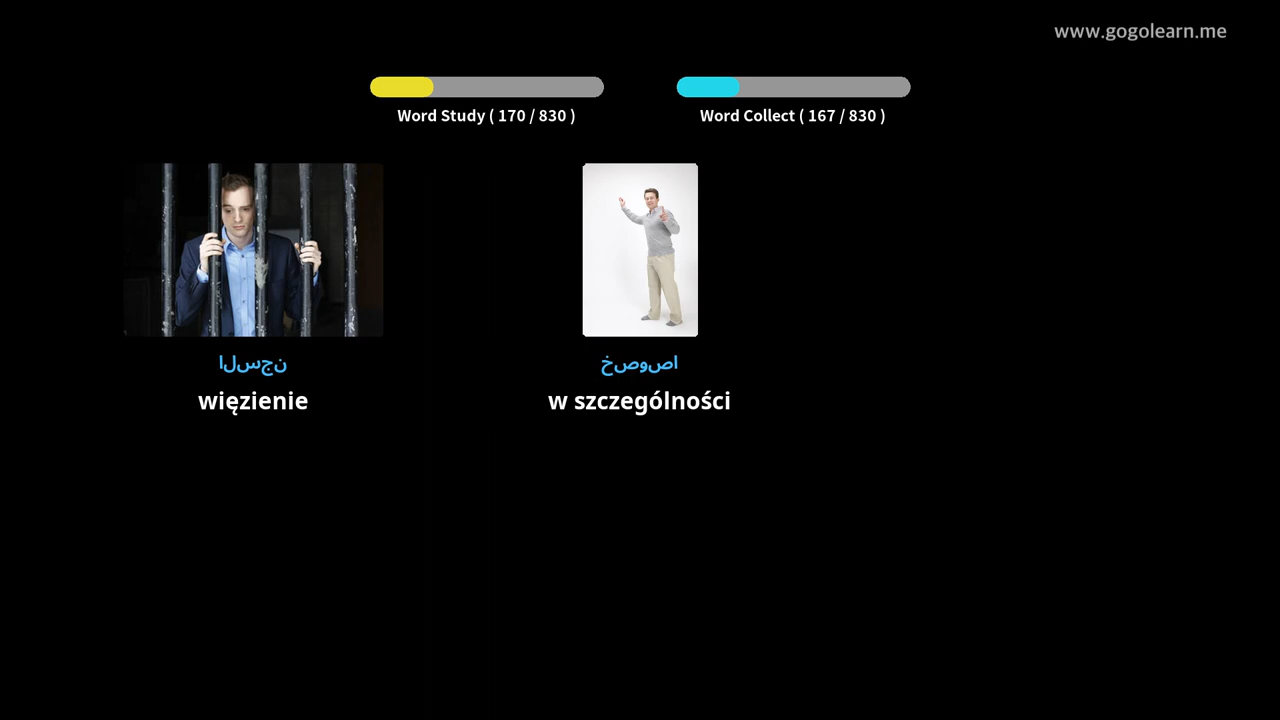 www.gogolearn.me
Word Study ( 170 / 830 )
Word Collect ( 167 / 830 )
السجن
خصوصا
więzienie
w szczególności